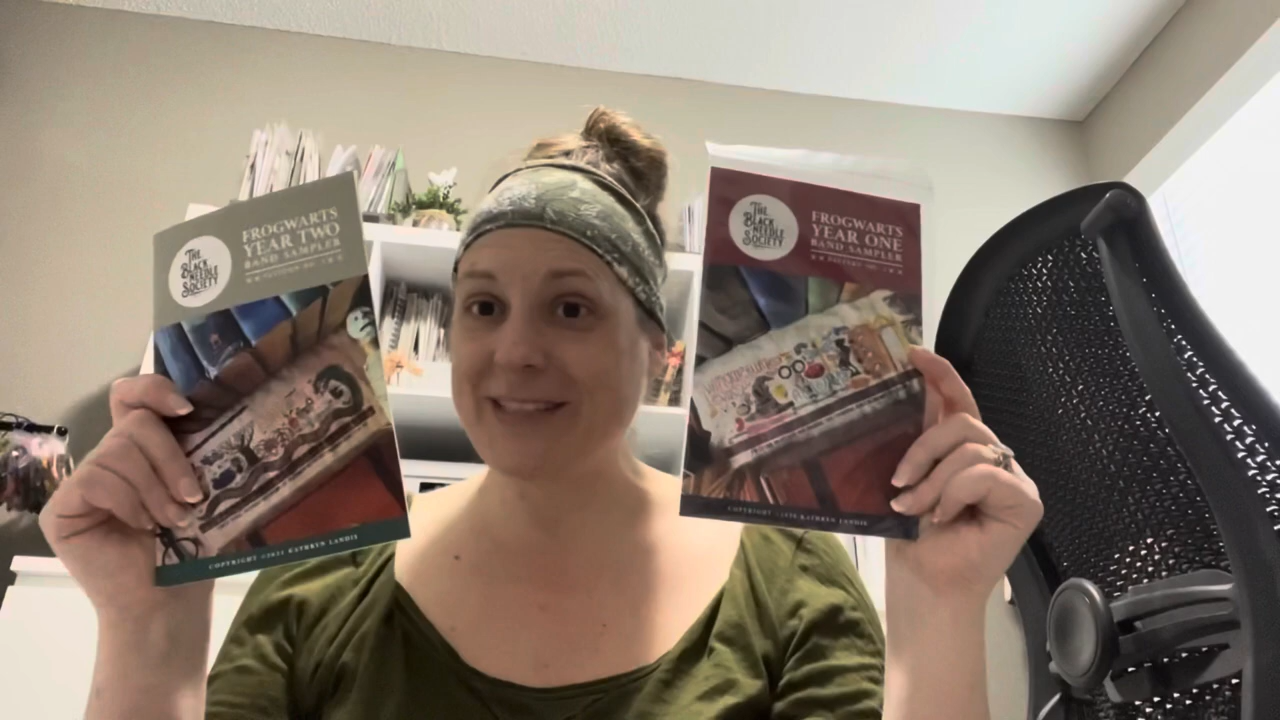 THE
BLACK
NEEDLE
SOCIETY
FROGWARTS
YEAR TWO
BAND SAMPLER
COPYRIGHT ©2021 KATHRYN LANDIS
THE
BLACK
NEEDLE
SOCIETY
FROGWARTS
YEAR ONE
BAND SAMPLER
COPYRIGHT ©2020 KATHRYN LANDIS